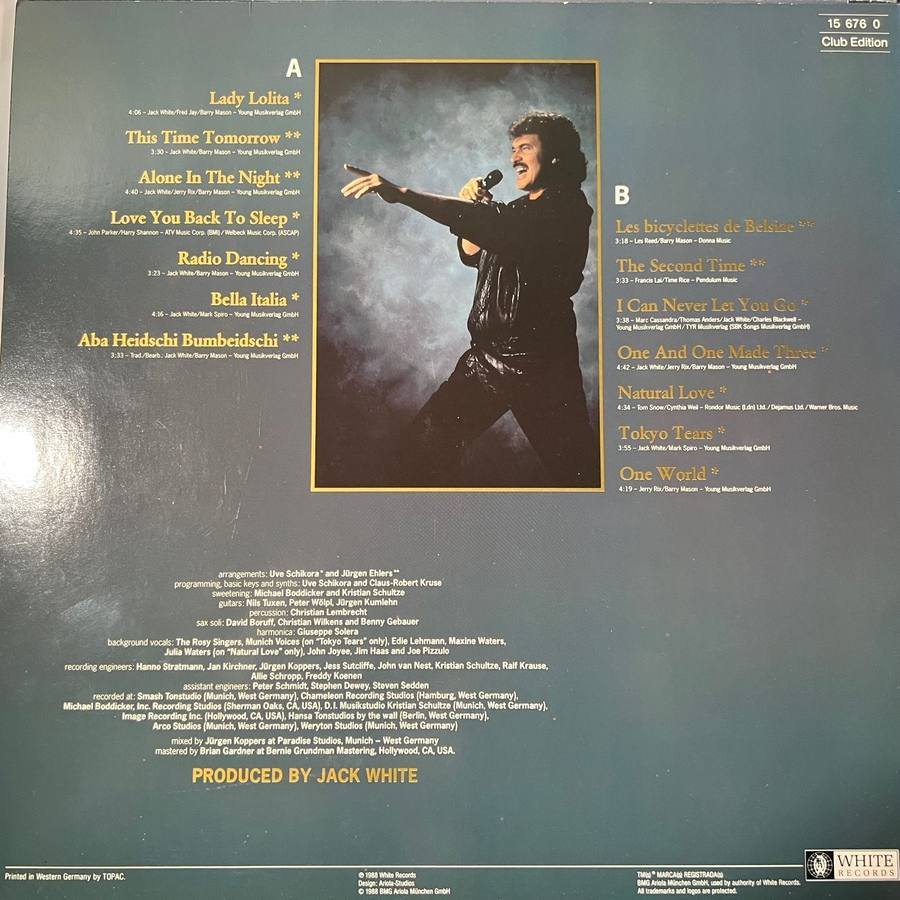 15 676 0
Club Edition
A
Lady Lolita *
4:06 – Jack White/Fred Jay/Barry Mason – Young Musikverlag GmbH
This Time Tomorrow **
3:30 – Jack White/Barry Mason – Young Musikverlag GmbH
Alone In The Night **
4:40 – Jack White/Jerry Rix/Barry Mason – Young Musikverlag GmbH
Love You Back To Sleep *
4:35 – John Parker/Harry Shannon – ATV Music Corp. (BMI) / Welbeck Music Corp. (ASCAP)
Radio Dancing *
3:23 – Jack White/Barry Mason – Young Musikverlag GmbH
Bella Italia *
4:16 – Jack White/Mark Spiro – Young Musikverlag GmbH
Aba Heidschi Bumbeidschi **
3:33 – Trad./Bearb.: Jack White/Barry Mason – Young Musikverlag GmbH
B
Les bicyclettes de Belsize **
3:18 – Les Reed/Barry Mason – Donna Music
The Second Time **
3:33 – Francis Lai/Time Rice – Pendulum Music
I Can Never Let You Go *
3:38 – Marc Cassandra/Thomas Anders/Jack White/Charles Blackwell –
Young Musikverlag GmbH / TYR Musikverlag (SBK Songs Musikverlag GmbH)
One And One Made Three *
4:42 – Jack White/Jerry Rix/Barry Mason – Young Musikverlag GmbH
Natural Love *
4:34 – Tom Snow/Cynthia Weil – Rondor Music (Ldn) Ltd. / Dejamus Ltd. / Warner Bros. Music
Tokyo Tears *
3:55 – Jack White/Mark Spiro – Young Musikverlag GmbH
One World *
4:19 – Jerry Rix/Barry Mason – Young Musikverlag GmbH
arrangements: Uve Schikora* and Jürgen Ehlers**
programming, basic keys and synths: Uve Schikora and Claus-Robert Kruse
sweetening: Michael Boddicker and Kristian Schultze
guitars: Nils Tuxen, Peter Wölpl, Jürgen Kumlehn
percussion: Christian Lembrecht
sax soli: David Boruff, Christian Wilkens and Benny Gebauer
harmonica: Giuseppe Solera
background vocals: The Rosy Singers, Munich Voices (on "Tokyo Tears" only), Edie Lehmann, Maxine Waters,
Julia Waters (on "Natural Love" only), John Joyee, Jim Haas and Joe Pizzulo
recording engineers: Hanno Stratmann, Jan Kirchner, Jürgen Koppers, Jess Sutcliffe, John van Nest, Kristian Schultze, Ralf Krause,
Allie Schropp, Freddy Koenen
assistant engineers: Peter Schmidt, Stephen Dewey, Steven Sedden
recorded at: Smash Tonstudio (Munich, West Germany), Chameleon Recording Studios (Hamburg, West Germany),
Michael Boddicker, Inc. Recording Studios (Sherman Oaks, CA, USA), D.I. Musikstudio Kristian Schultze (Munich, West Germany),
Image Recording Inc. (Hollywood, CA, USA), Hansa Tonstudios by the wall (Berlin, West Germany),
Arco Studios (Munich, West Germany), Weryton Studios (Munich, West Germany)
mixed by Jürgen Koppers at Paradise Studios, Munich – West Germany
mastered by Brian Gardner at Bernie Grundman Mastering, Hollywood, CA, USA.
PRODUCED BY JACK WHITE
Printed in Western Germany by TOPAC.
℗ 1988 White Records
Design: Ariola-Studios
© 1988 BMG Ariola München GmbH
TM(s) ® MARCA(s) REGISTRADA(s)
BMG Ariola München GmbH, used by authority of White Records.
All trademarks and logos are protected.
WHITE
RECORDS